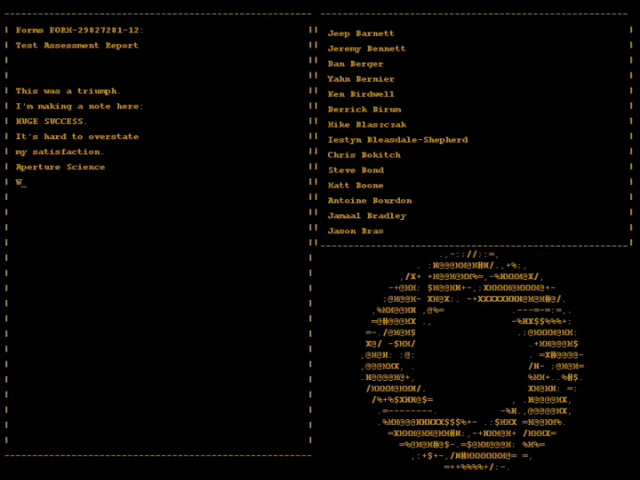 Forms FORM-29827281-12:
Test Assessment Report
This was a triumph.
I'm making a note here:
HUGE SUCCESS.
It's hard to overstate
my satisfaction.
Aperture Science
W_
Jeep Barnett
Jeremy Bennett
Dan Berger
Yahn Bernier
Ken Birdwell
Derrick Birum
Mike Blaszczak
Iestyn Bleasdale-Shepherd
Chris Bokitch
Steve Bond
Matt Boone
Antoine Bourdon
Jamaal Bradley
Jason Bras